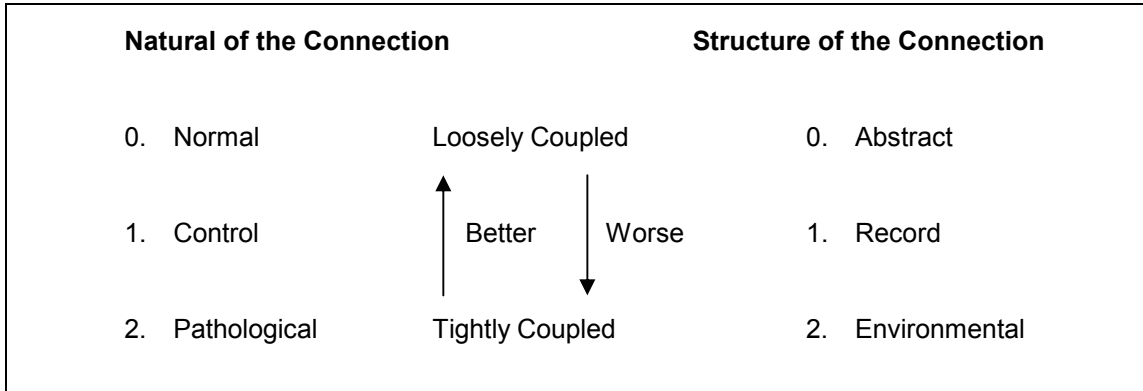 Natural of the Connection Structure of the Connection
0. Normal Loosely Coupled 0. Abstract
1. Control Better Worse 1. Record
2. Pathological Tightly Coupled 2. Environmental